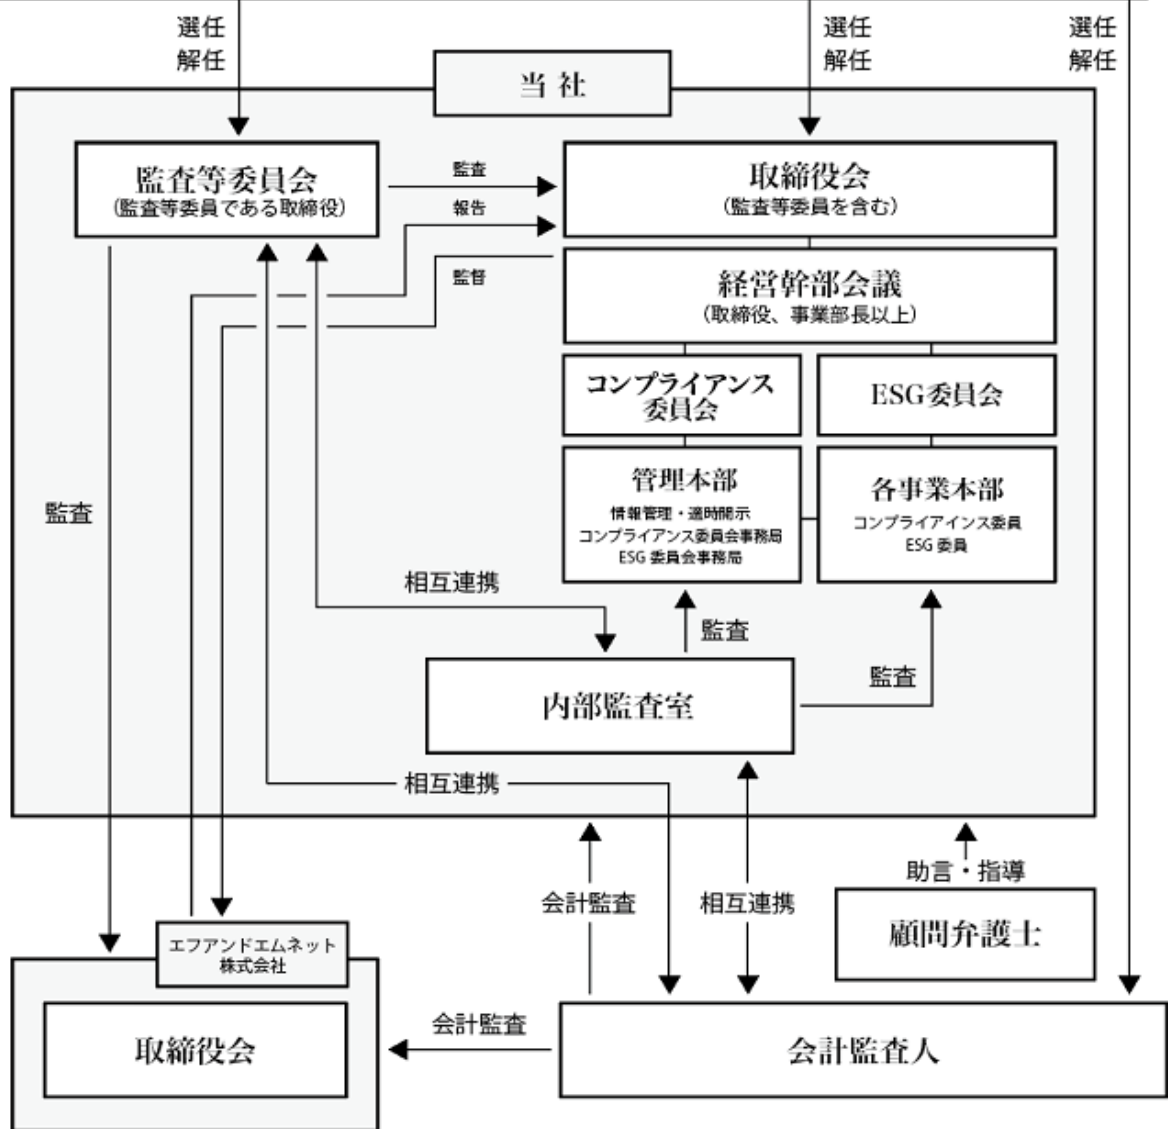 選任
解任
選任
解任
選任
解任
当社
監査等委員会
(監査等委員である取締役)
監査
報告
監督
取締役会
(監査等委員を含む)
経営幹部会議
(取締役、事業部長以上)
コンプライアンス
委員会
ESG委員会
管理本部
情報管理・適時開示
コンプライアンス委員会事務局
ESG 委員会事務局
各事業本部
コンプライアインス委員
ESG 委員
監査
相互連携
監査
監査
内部監査室
相互連携
会計監査
相互連携
助言・指導
顧問弁護士
エフアンドエムネット
株式会社
取締役会
会計監査
会計監査人